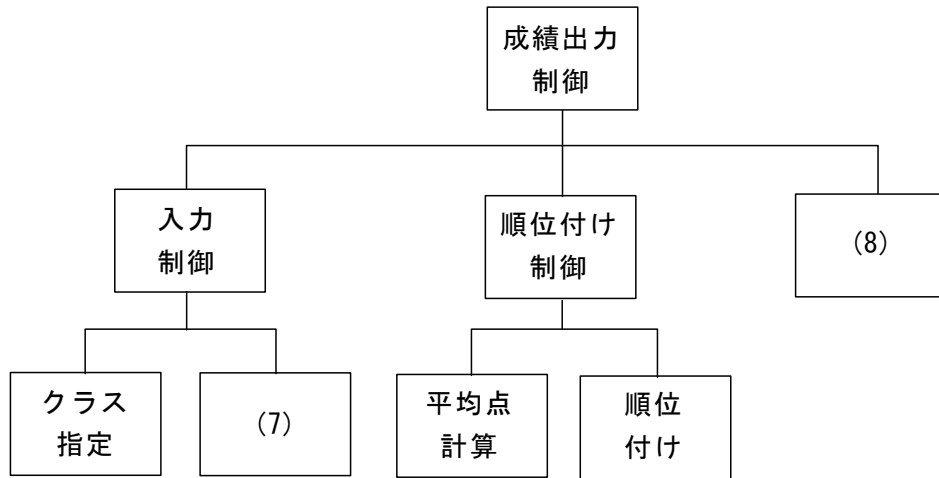 成績出力
制御
入力
制御
順位付け
制御
(8)
クラス
指定
(7)
平均点
計算
順位
付け